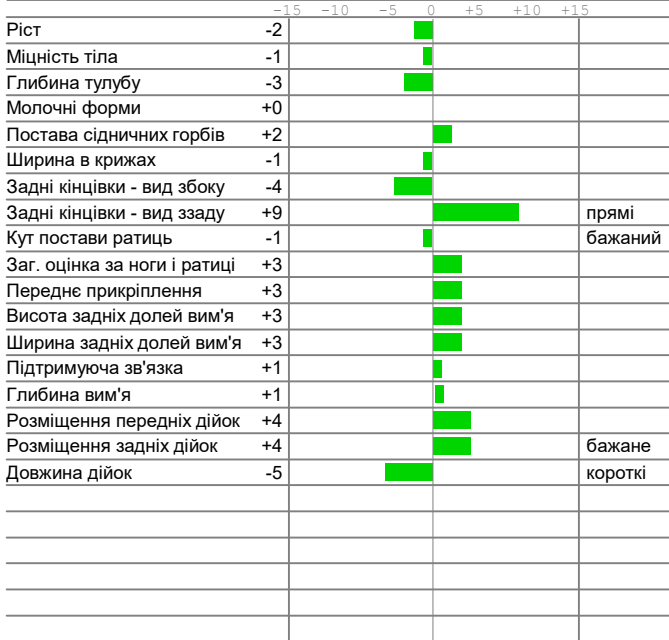 -15 -10 -5 0 +5 +10 +15
Ріст -2
Міцність тіла -1
Глибина тулубу -3
Молочні форми +0
Постава сідничних горбів +2
Ширина в крижах -1
Задні кінцівки - вид збоку -4
Задні кінцівки - вид ззаду +9 прямі
Кут постави ратиць -1 бажаний
Заг. оцінка за ноги і ратиці +3
Переднє прикріплення +3
Висота задніх долей вим'я +3
Ширина задніх долей вим'я +3
Підтримуюча зв'язка +1
Глибина вим'я +1
Розміщення передніх дійок +4
Розміщення задніх дійок +4 бажане
Довжина дійок -5 короткі